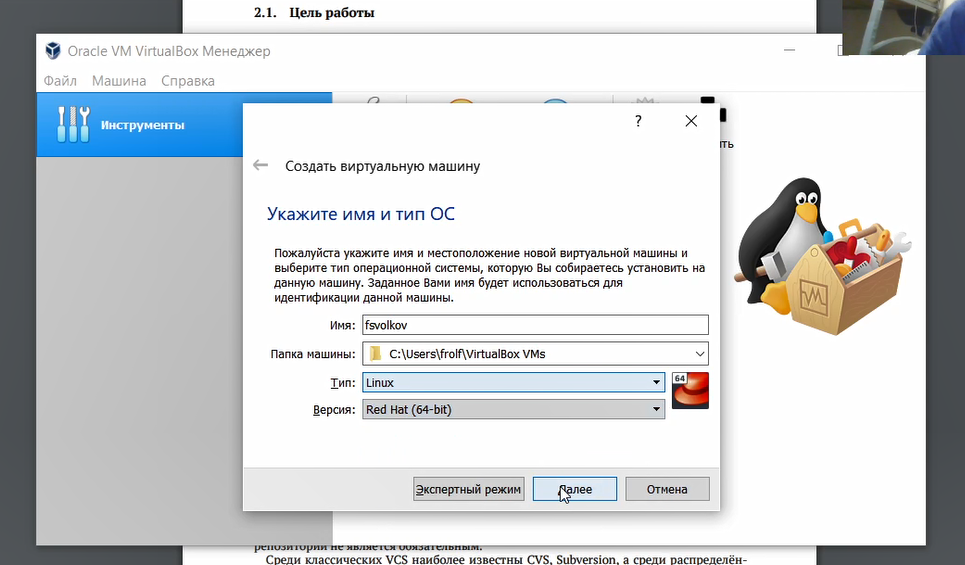 2.1. Цель работы
Oracle VM VirtualBox Менеджер
Файл Машина Справка
Инструменты
?
ть
Создать виртуальную машину
Укажите имя и тип ОС
Пожалуйста укажите имя и местоположение новой виртуальной машины и
выберите тип операционной системы, которую Вы собираетесь установить на
данную машину. Заданное Вами имя будет использоваться для
идентификации данной машины.
Имя: fsvolkov
Папка машины: C:\Users\frolf\VirtualBox VMs
Тип: Linux
64
Версия: Red Hat (64-bit)
Экспертный режим Далее Отмена
репозитории не является обязательным.
Среди классических VCS наиболее известны CVS, Subversion, а среди распределён-